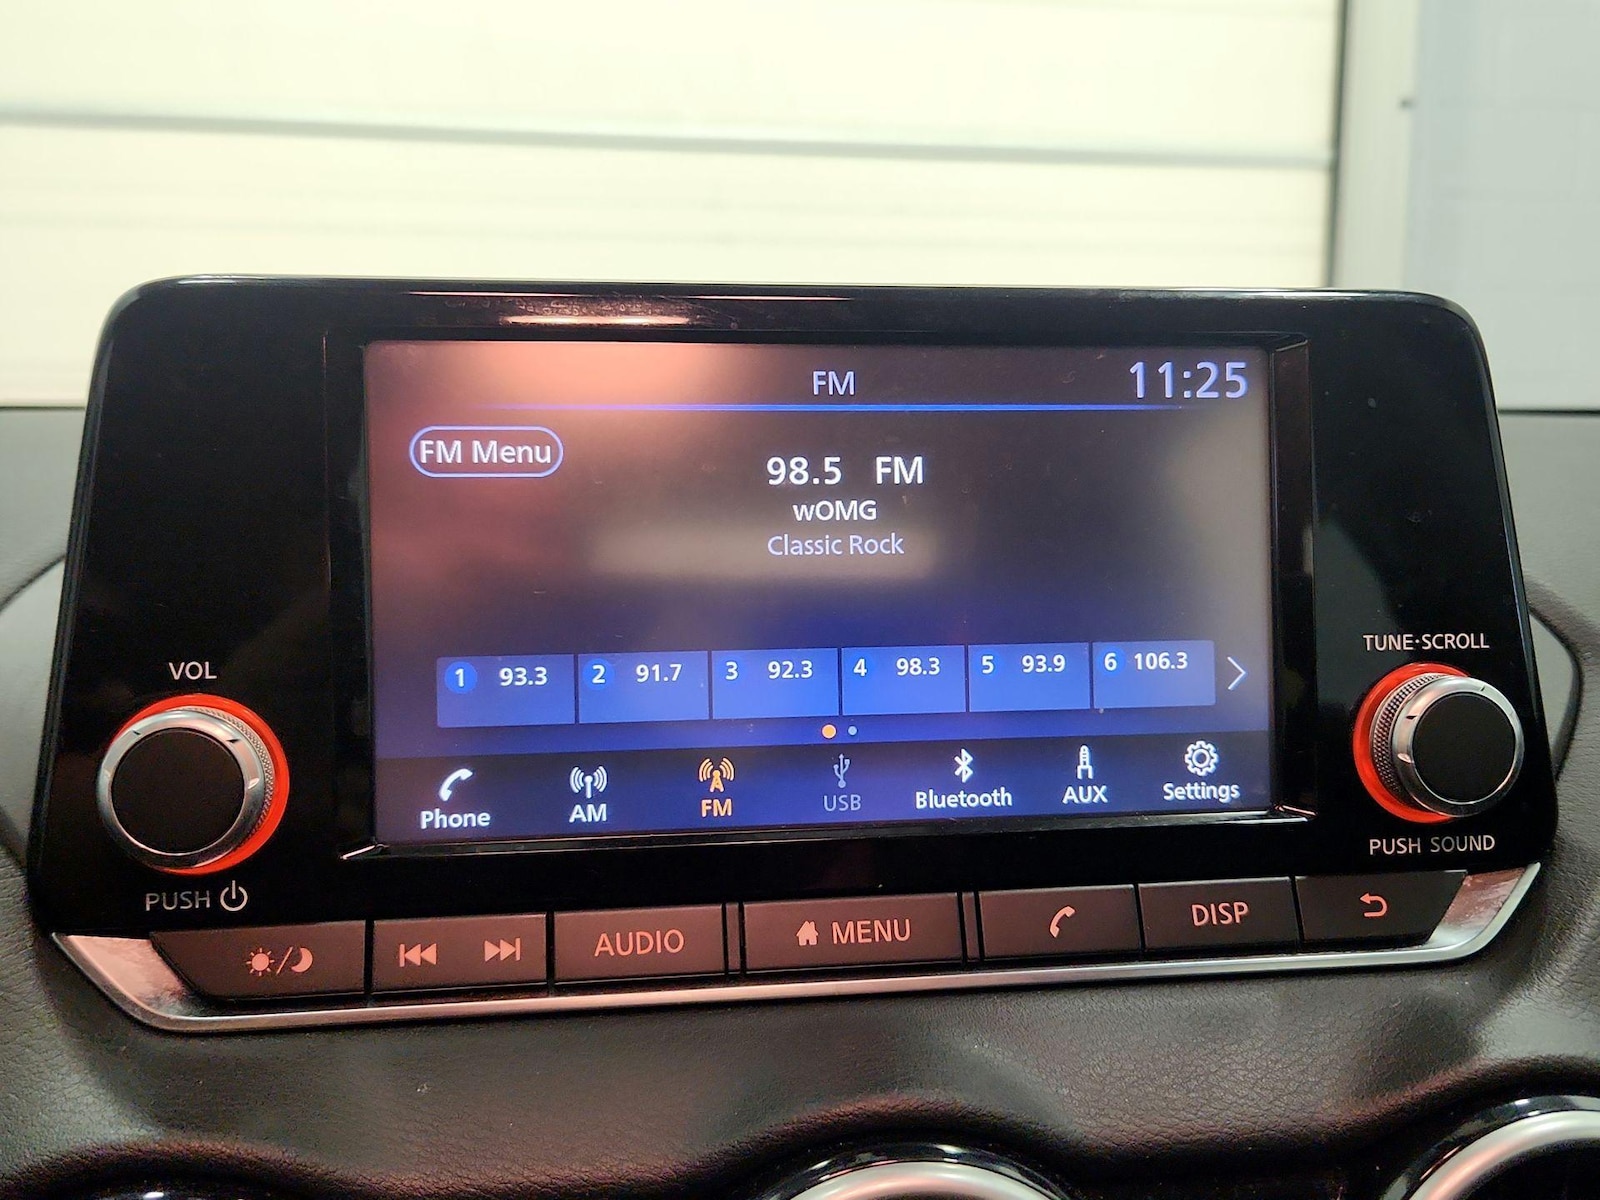 FM
11:25
FM Menu
98.5 FM
wOMG
Classic Rock
1 93.3
2 91.7
3 92.3
4 98.3
5 93.9
6 106.3
Phone
AM
FM
USB
Bluetooth
AUX
Settings
VOL
PUSH
TUNE·SCROLL
PUSH SOUND
AUDIO
MENU
DISP